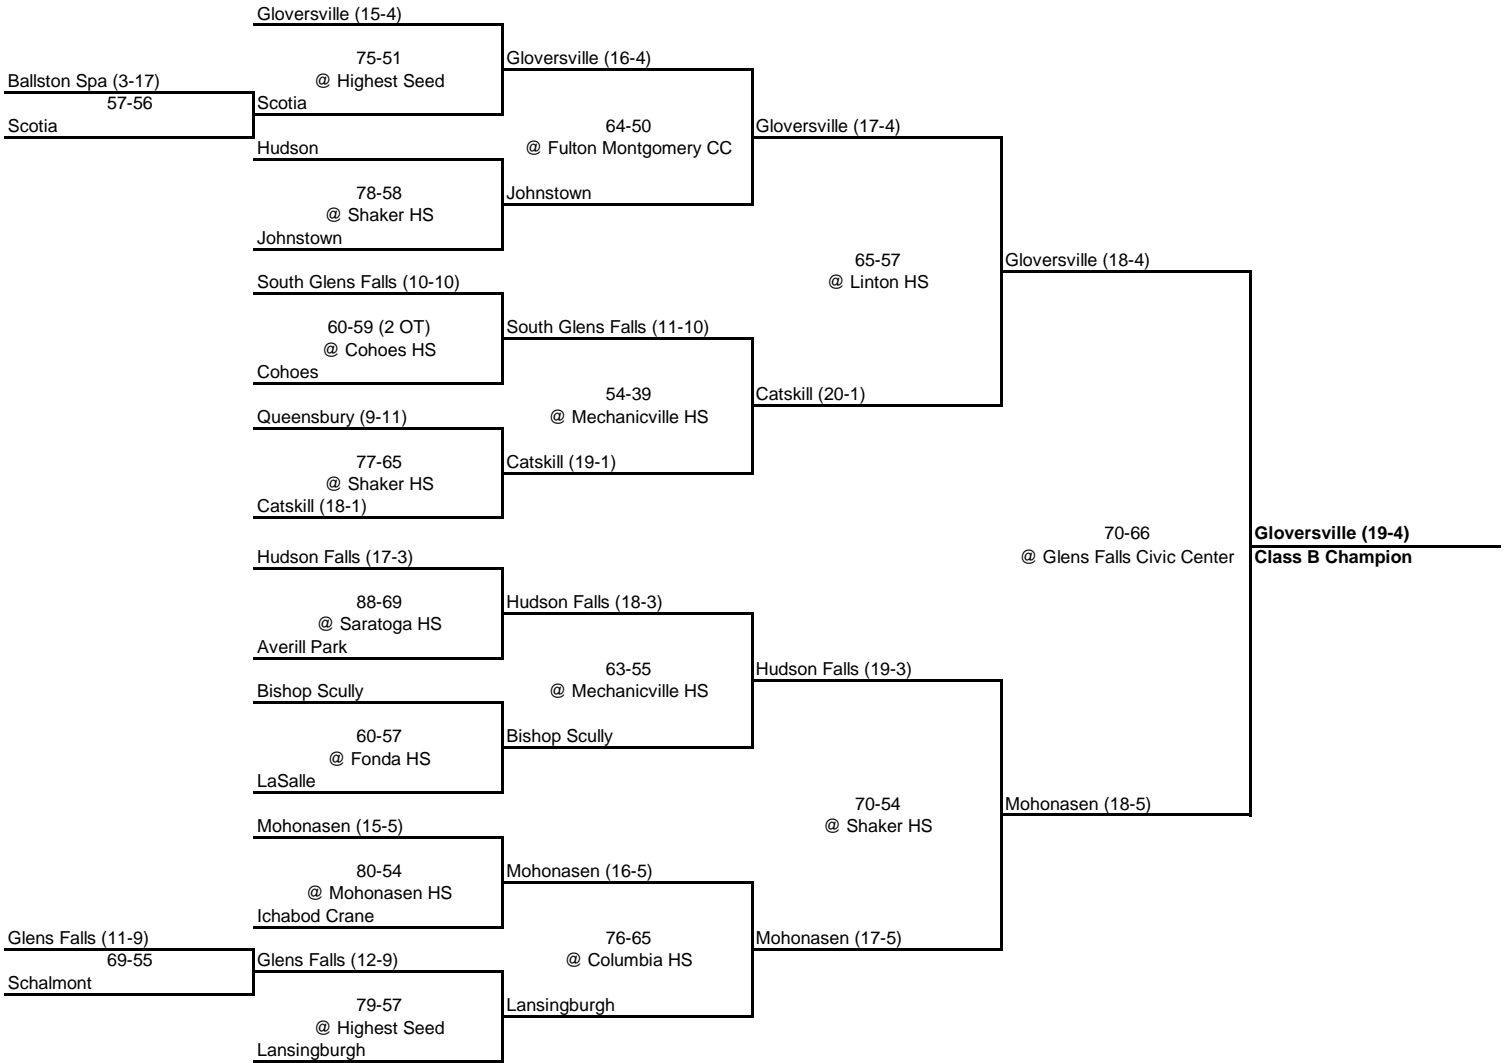 Gloversville (15-4)
75-51
@ Highest Seed
Gloversville (16-4)
Ballston Spa (3-17)
57-56
Scotia
Scotia
64-50
@ Fulton Montgomery CC
Gloversville (17-4)
Hudson
78-58
@ Shaker HS
Johnstown
Johnstown
65-57
@ Linton HS
Gloversville (18-4)
South Glens Falls (10-10)
60-59 (2 OT)
@ Cohoes HS
South Glens Falls (11-10)
Cohoes
54-39
@ Mechanicville HS
Catskill (20-1)
Queensbury (9-11)
77-65
@ Shaker HS
Catskill (19-1)
Catskill (18-1)
70-66
@ Glens Falls Civic Center
Gloversville (19-4)
Class B Champion
Hudson Falls (17-3)
88-69
@ Saratoga HS
Hudson Falls (18-3)
Averill Park
63-55
@ Mechanicville HS
Hudson Falls (19-3)
Bishop Scully
60-57
@ Fonda HS
Bishop Scully
LaSalle
70-54
@ Shaker HS
Mohonasen (18-5)
Mohonasen (15-5)
80-54
@ Mohonasen HS
Mohonasen (16-5)
Ichabod Crane
76-65
@ Columbia HS
Mohonasen (17-5)
Glens Falls (11-9)
69-55
Schalmont
Glens Falls (12-9)
79-57
@ Highest Seed
Lansingburgh
Lansingburgh